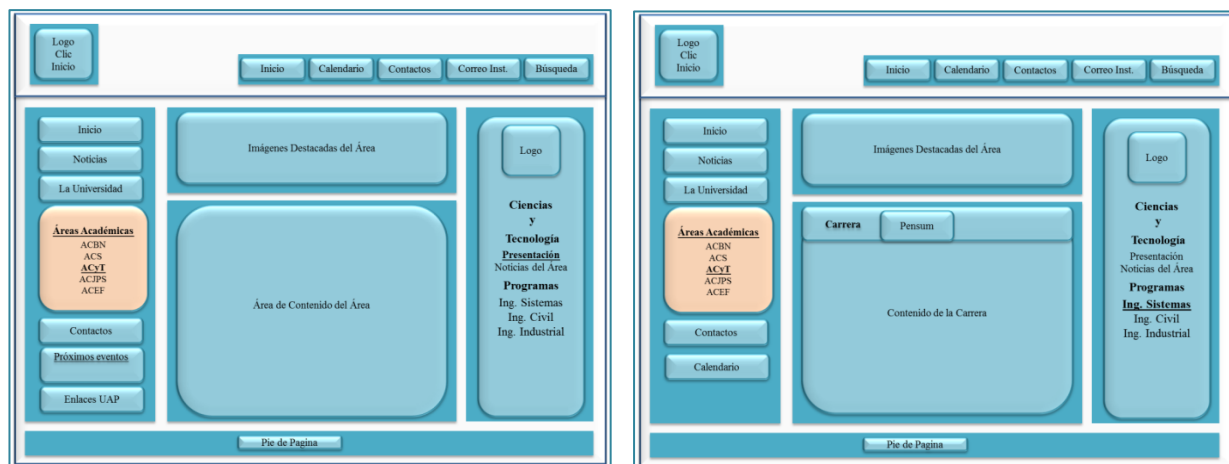 Logo
Clic
Inicio
Inicio
Calendario
Contactos
Correo Inst.
Búsqueda
Inicio
Noticias
La Universidad
Áreas Académicas
ACBN
ACS
ACyT
ACJPS
ACEF
Contactos
Próximos eventos
Enlaces UAP
Imágenes Destacadas del Área
Área de Contenido del Área
Logo
Ciencias
y
Tecnología
Presentación
Noticias del Área
Programas
Ing. Sistemas
Ing. Civil
Ing. Industrial
Pie de Pagina
Logo
Clic
Inicio
Inicio
Calendario
Contactos
Correo Inst.
Búsqueda
Inicio
Noticias
La Universidad
Áreas Académicas
ACBN
ACS
ACyT
ACJPS
ACEF
Contactos
Calendario
Imágenes Destacadas del Área
Carrera
Pensum
Contenido de la Carrera
Logo
Ciencias
y
Tecnología
Presentación
Noticias del Área
Programas
Ing. Sistemas
Ing. Civil
Ing. Industrial
Pie de Pagina